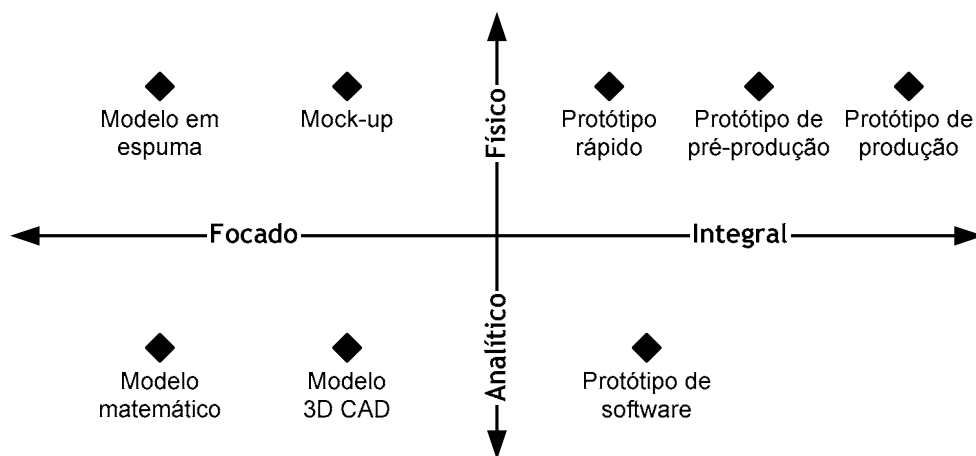 Modelo em
espuma
Mock-up
Físico
Protótipo
rápido
Protótipo de
pré-produção
Protótipo de
produção
Focado
Integral
Modelo
matemático
Modelo
3D CAD
Analítico
Protótipo de
software